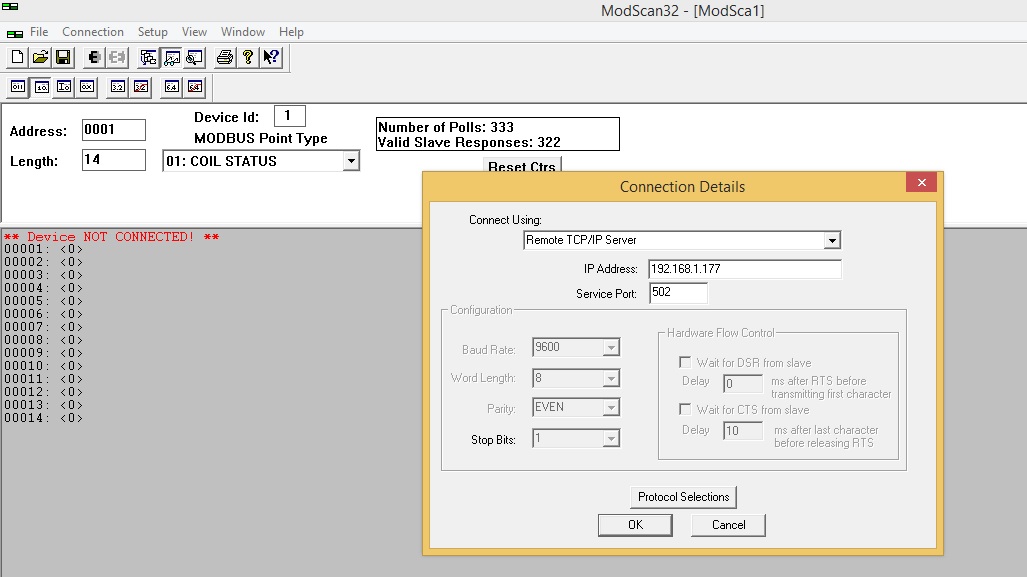 ModScan32 - [ModSca1]
File Connection Setup View Window Help
Address: 0001
Device Id: 1
MODBUS Point Type
Length: 14
01: COIL STATUS
Number of Polls: 333
Valid Slave Responses: 322
Reset Ctrs
** Device NOT CONNECTED! **
00001: <0>
00002: <0>
00003: <0>
00004: <0>
00005: <0>
00006: <0>
00007: <0>
00008: <0>
00009: <0>
00010: <0>
00011: <0>
00012: <0>
00013: <0>
00014: <0>
Connection Details
Connect Using:
Remote TCP/IP Server
IP Address: 192.168.1.177
Service Port: 502
Configuration
Baud Rate: 9600
Word Length: 8
Parity: EVEN
Stop Bits: 1
Hardware Flow Control
Wait for DSR from slave
Delay 0 ms after RTS before
transmitting first character
Wait for CTS from slave
Delay 10 ms after last character
before releasing RTS
Protocol Selections
OK Cancel